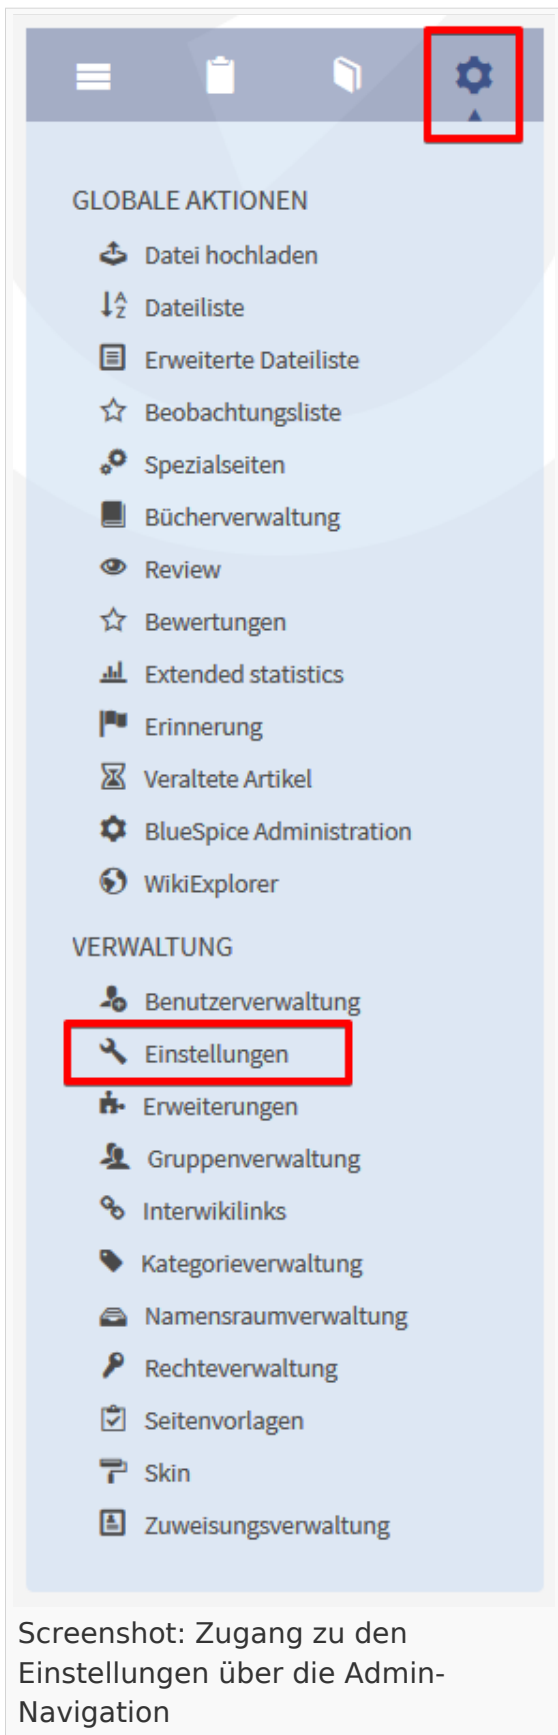 GLOBALE AKTIONEN
Datei hochladen
Dateiliste
Erweiterte Dateiliste
Beobachtungsliste
Spezialseiten
Bücherverwaltung
Review
Bewertungen
Extended statistics
Erinnerung
Veraltete Artikel
BlueSpice Administration
WikiExplorer
VERWALTUNG
Benutzerverwaltung
Einstellungen
Erweiterungen
Gruppenverwaltung
Interwikilinks
Kategorieverwaltung
Namensraumverwaltung
Rechteverwaltung
Seitenvorlagen
Skin
Zuweisungsverwaltung
Screenshot: Zugang zu den
Einstellungen über die Admin-
Navigation